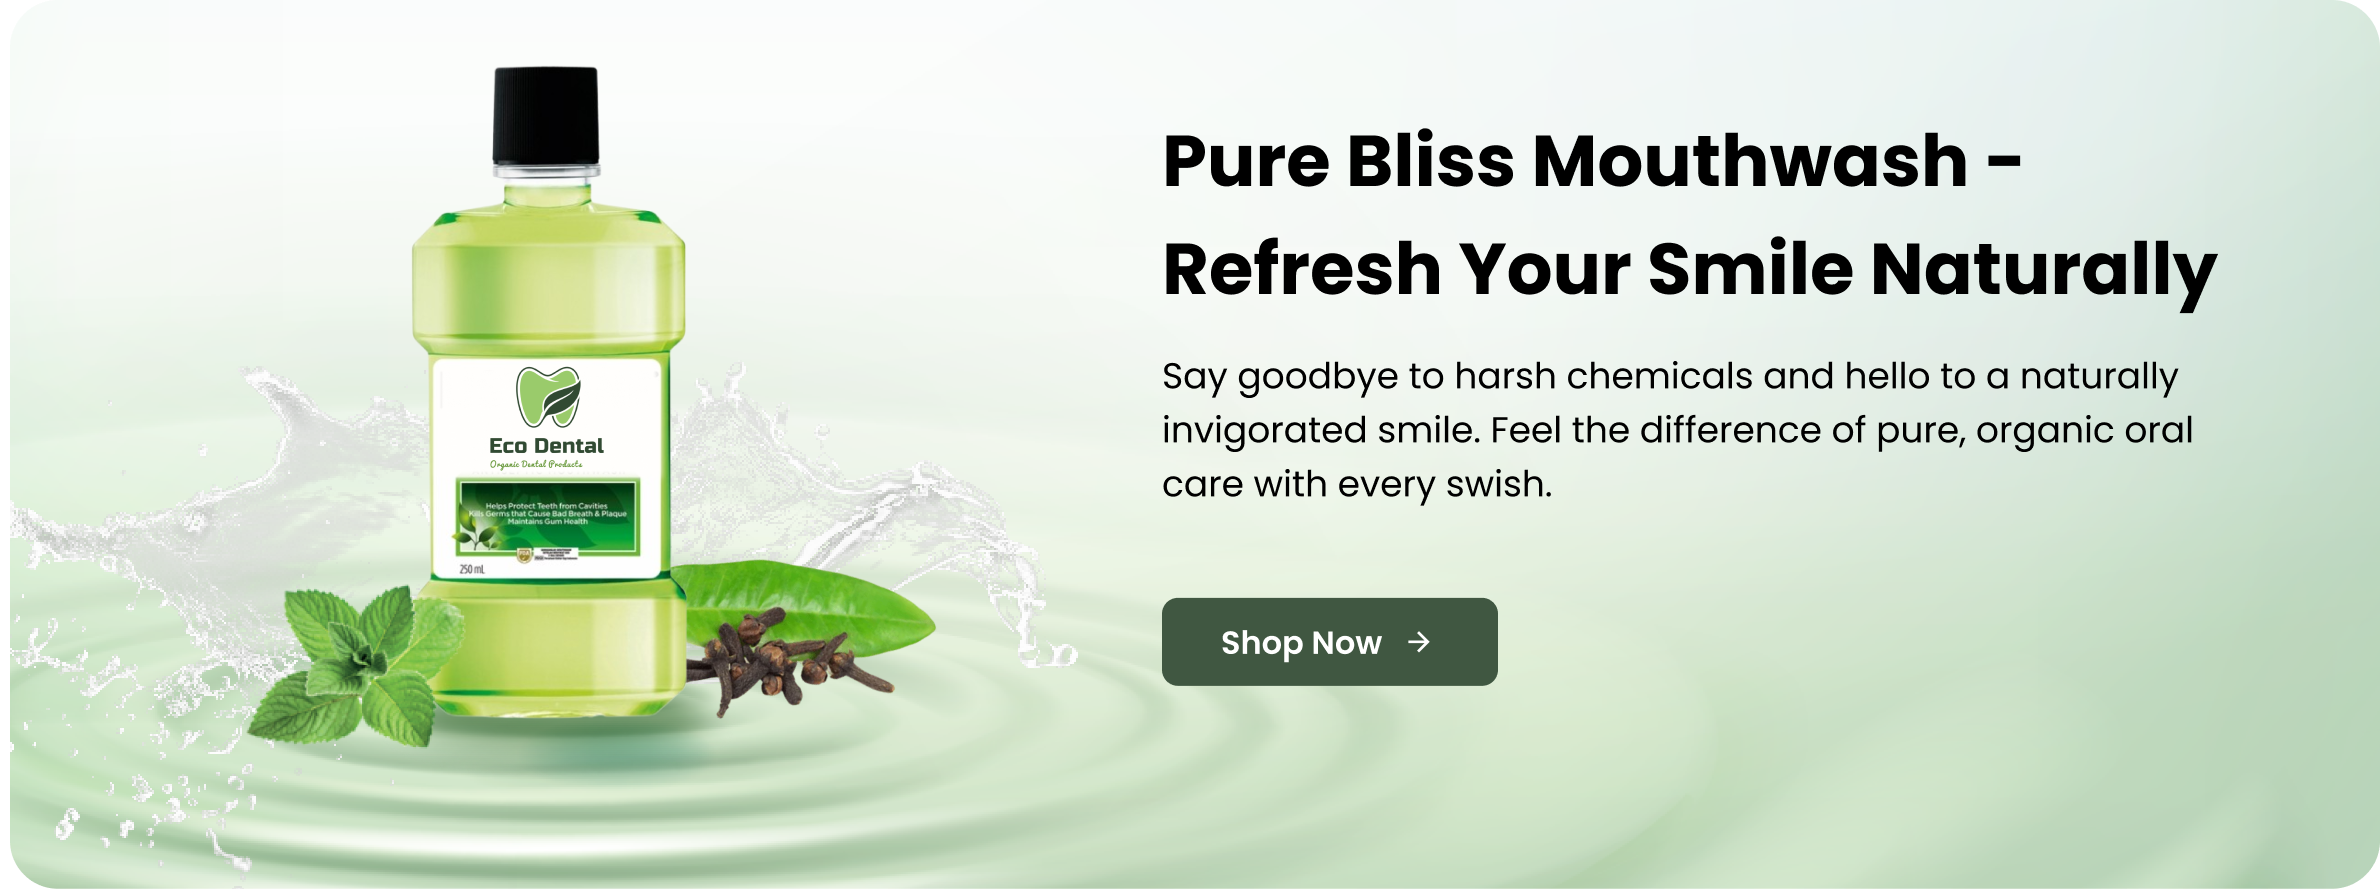 Pure Bliss Mouthwash -
Refresh Your Smile Naturally
Say goodbye to harsh chemicals and hello to a naturally
invigorated smile. Feel the difference of pure, organic oral
care with every swish.
Shop Now
Eco Dental
Organic Dental Products
Helps Protect Teeth from Cavities
Kills Germs that Cause Bad Breath & Plaque
Maintains Gum Health
250 mL